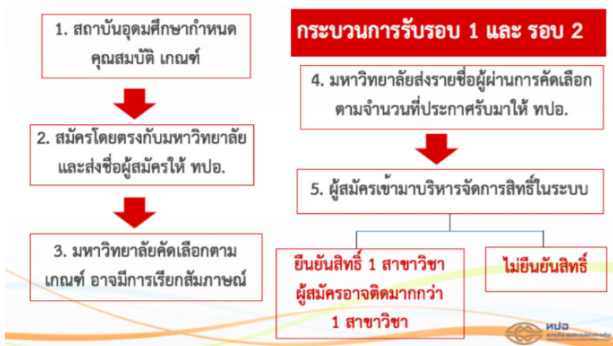 1. สถาบันอุดมศึกษากำหนด
คุณสมบัติ เกณฑ์
2. สมัครโดยตรงกับมหาวิทยาลัย
และส่งชื่อผู้สมัครให้ ทปอ.
3. มหาวิทยาลัยคัดเลือกตาม
เกณฑ์ อาจมีการเรียกสัมภาษณ์
กระบวนการรับรอบ 1 และ รอบ 2
4. มหาวิทยาลัยส่งรายชื่อผู้ผ่านการคัดเลือก
ตามจำนวนที่ประกาศรับมาให้ ทปอ.
5. ผู้สมัครเข้ามาบริหารจัดการสิทธิ์ในระบบ
ยืนยันสิทธิ์ 1 สาขาวิชา
ผู้สมัครอาจติดมากกว่า
1 สาขาวิชา
ไม่ยืนยันสิทธิ์
ทปอ